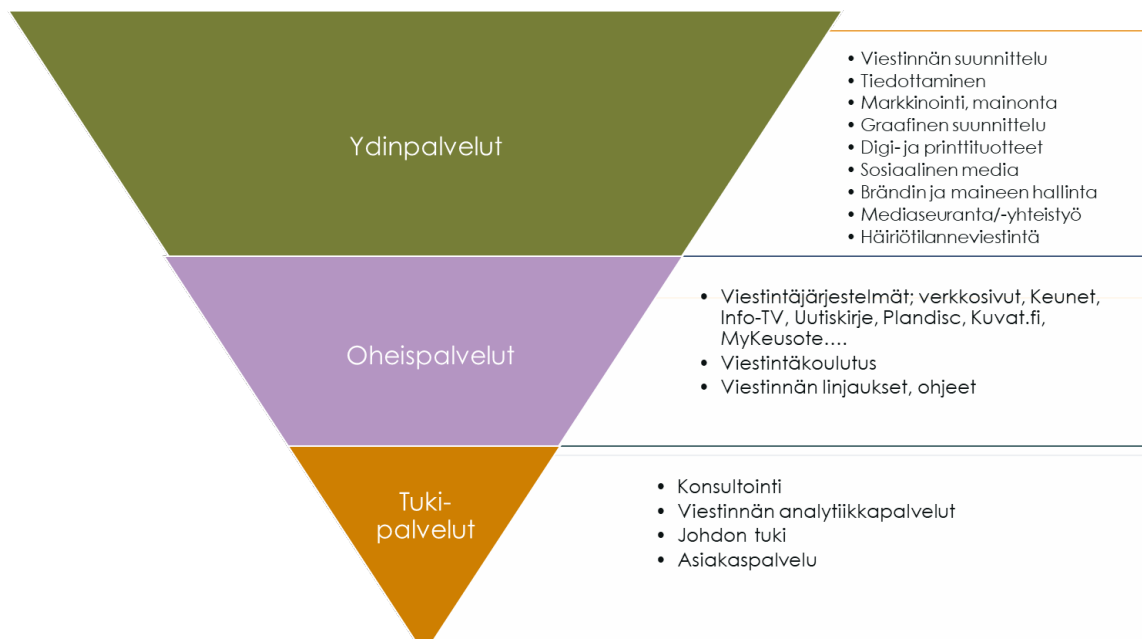 Ydinpalvelut
• Viestinnän suunnittelu
• Tiedottaminen
• Markkinointi, mainonta
• Graafinen suunnittelu
• Digi- ja printtituotteet
• Sosiaalinen media
• Brändin ja maineen hallinta
• Mediaseuranta/-yhteistyö
• Häiriötilanneviestintä
Oheispalvelut
• Viestintäjärjestelmät; verkkosivut, Keunet,
Info-TV, Uutiskirje, Plandisc, Kuvat.fi,
MyKeusote....
• Viestintäkoulutus
• Viestinnän linjaukset, ohjeet
Tuki-
palvelut
• Konsultointi
• Viestinnän analytiikkapalvelut
• Johdon tuki
• Asiakaspalvelu